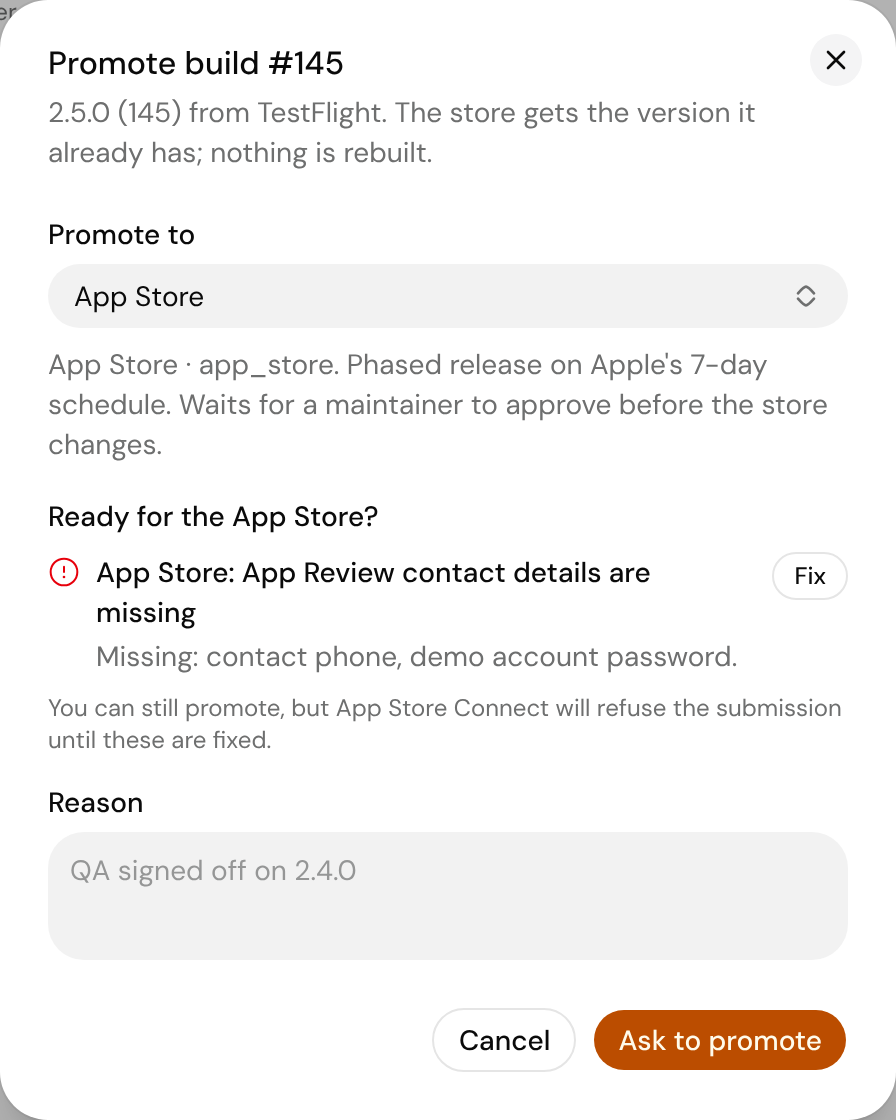 Promote build #145
2.5.0 (145) from TestFlight. The store gets the version it
already has; nothing is rebuilt.
Promote to
App Store
App Store · app_store. Phased release on Apple's 7-day
schedule. Waits for a maintainer to approve before the store
changes.
Ready for the App Store?
App Store: App Review contact details are
missing
Fix
Missing: contact phone, demo account password.
You can still promote, but App Store Connect will refuse the submission
until these are fixed.
Reason
QA signed off on 2.4.0
Cancel
Ask to promote